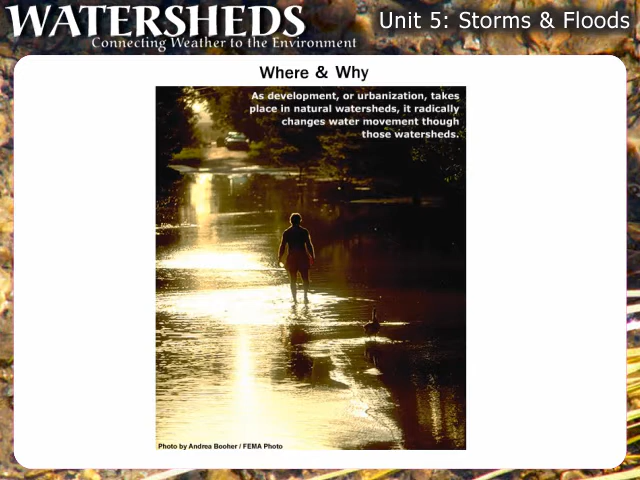 WATERSHEDS
Connecting Weather to the Environment
Unit 5: Storms & Floods
Where & Why
As development, or urbanization, takes
place in natural watersheds, it radically
changes water movement though
those watersheds.
Photo by Andrea Booher / FEMA Photo